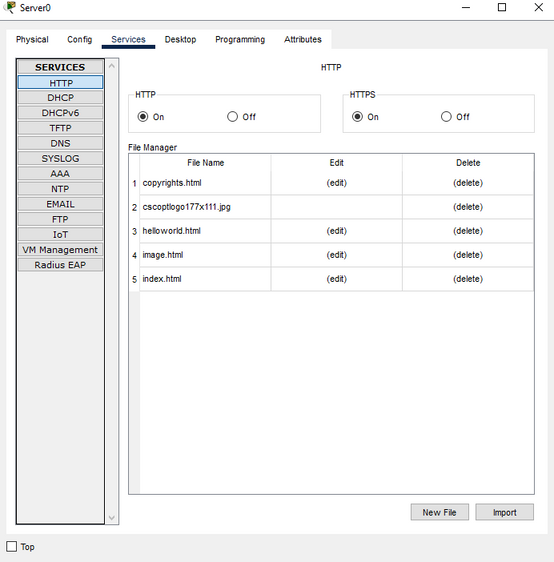 Server0
Physical Config Services Desktop Programming Attributes
SERVICES
HTTP
DHCP
DHCPv6
TFTP
DNS
SYSLOG
AAA
NTP
EMAIL
FTP
IoT
VM Management
Radius EAP
HTTP
HTTP
On Off
HTTPS
On Off
File Manager
File Name Edit Delete
1 copyrights.html (edit) (delete)
2 cscoptlogo177x111.jpg (delete)
3 helloworld.html (edit) (delete)
4 image.html (edit) (delete)
5 index.html (edit) (delete)
New File Import
Top